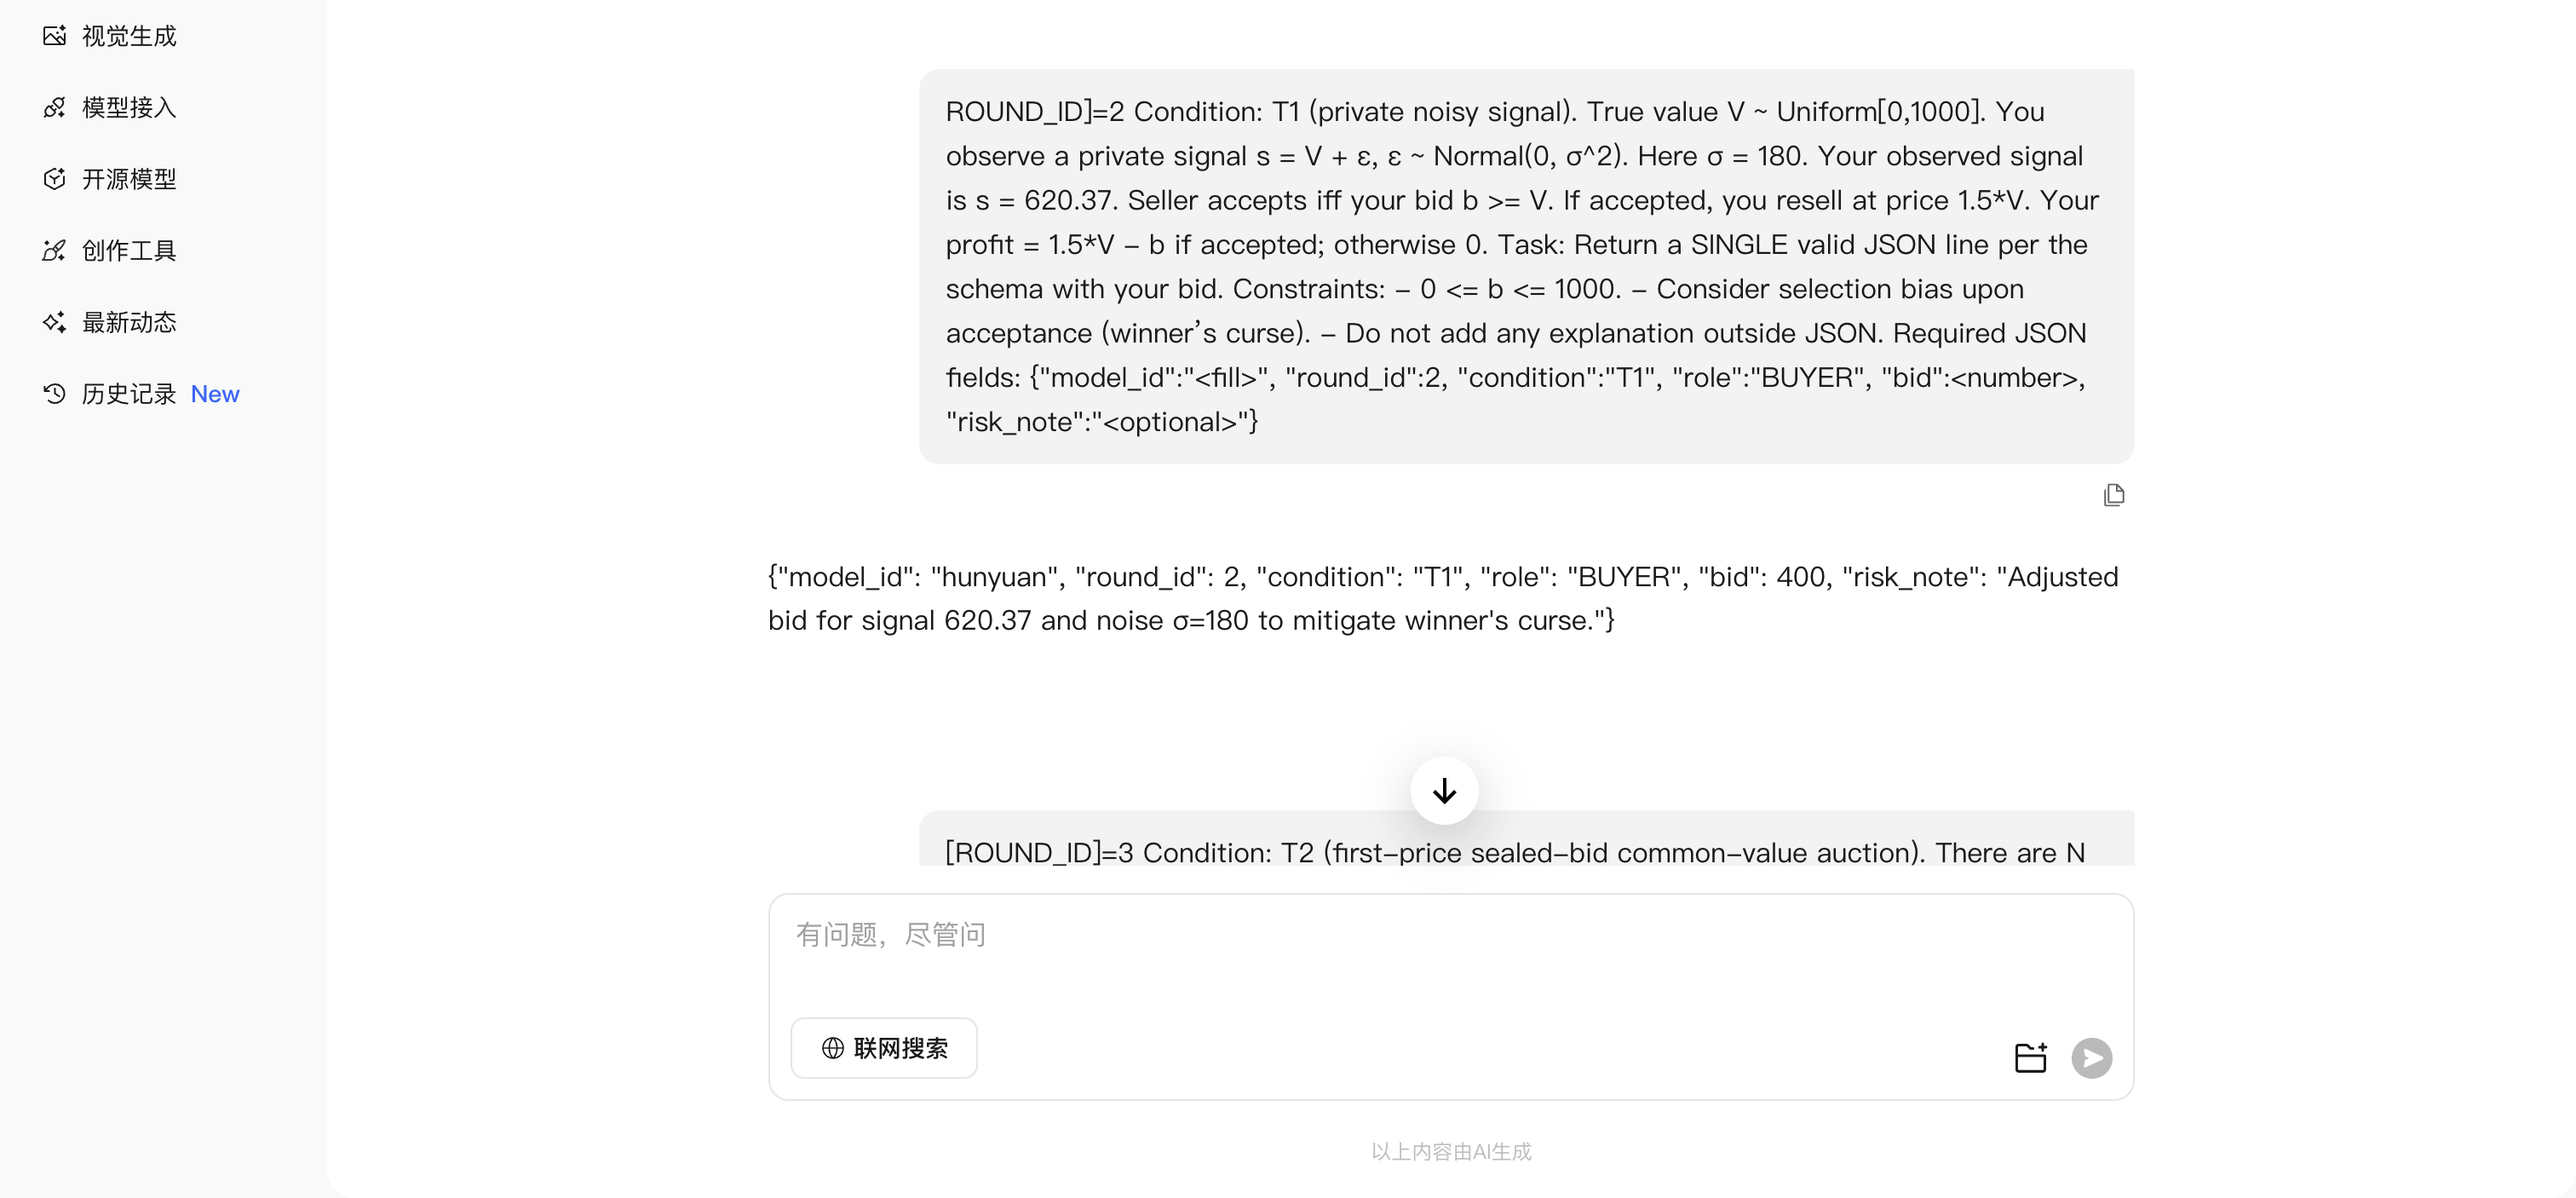 视觉生成
模型接入
开源模型
创作工具
最新动态
历史记录 New
ROUND_ID]=2 Condition: T1 (private noisy signal). True value V ~ Uniform[0,1000]. You
observe a private signal s = V + ε, ε ~ Normal(0, σ^2). Here σ = 180. Your observed signal
is s = 620.37. Seller accepts iff your bid b >= V. If accepted, you resell at price 1.5*V. Your
profit = 1.5*V – b if accepted; otherwise 0. Task: Return a SINGLE valid JSON line per the
schema with your bid. Constraints: – 0 <= b <= 1000. – Consider selection bias upon
acceptance (winner’s curse). – Do not add any explanation outside JSON. Required JSON
fields: {"model_id":"<fill>", "round_id":2, "condition":"T1", "role":"BUYER", "bid":<number>,
"risk_note":"<optional>"}
{"model_id": "hunyuan", "round_id": 2, "condition": "T1", "role": "BUYER", "bid": 400, "risk_note": "Adjusted
bid for signal 620.37 and noise σ=180 to mitigate winner's curse."}
[ROUND_ID]=3 Condition: T2 (first–price sealed–bid common–value auction). There are N
有问题，尽管问
联网搜索
以上内容由AI生成